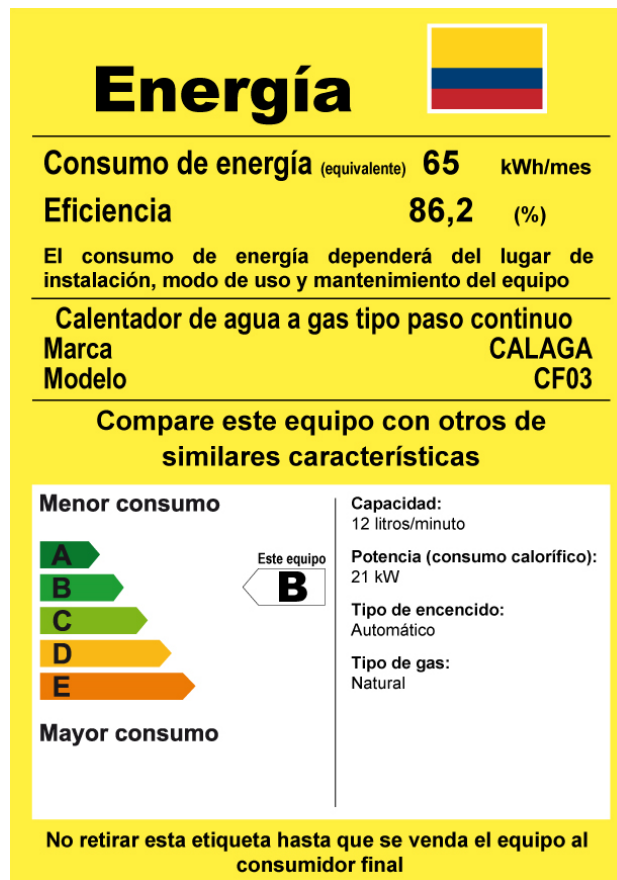 Energía
Consumo de energía (equivalente) 65 kWh/mes
Eficiencia 86,2 (%)
El consumo de energía dependerá del lugar de
instalación, modo de uso y mantenimiento del equipo
Calentador de agua a gas tipo paso continuo
Marca CALAGA
Modelo CF03
Compare este equipo con otros de
similares características
Menor consumo
A
B
C
D
E
Este equipo
B
Mayor consumo
Capacidad:
12 litros/minuto
Potencia (consumo calorífico):
21 kW
Tipo de encencido:
Automático
Tipo de gas:
Natural
No retirar esta etiqueta hasta que se venda el equipo al
consumidor final